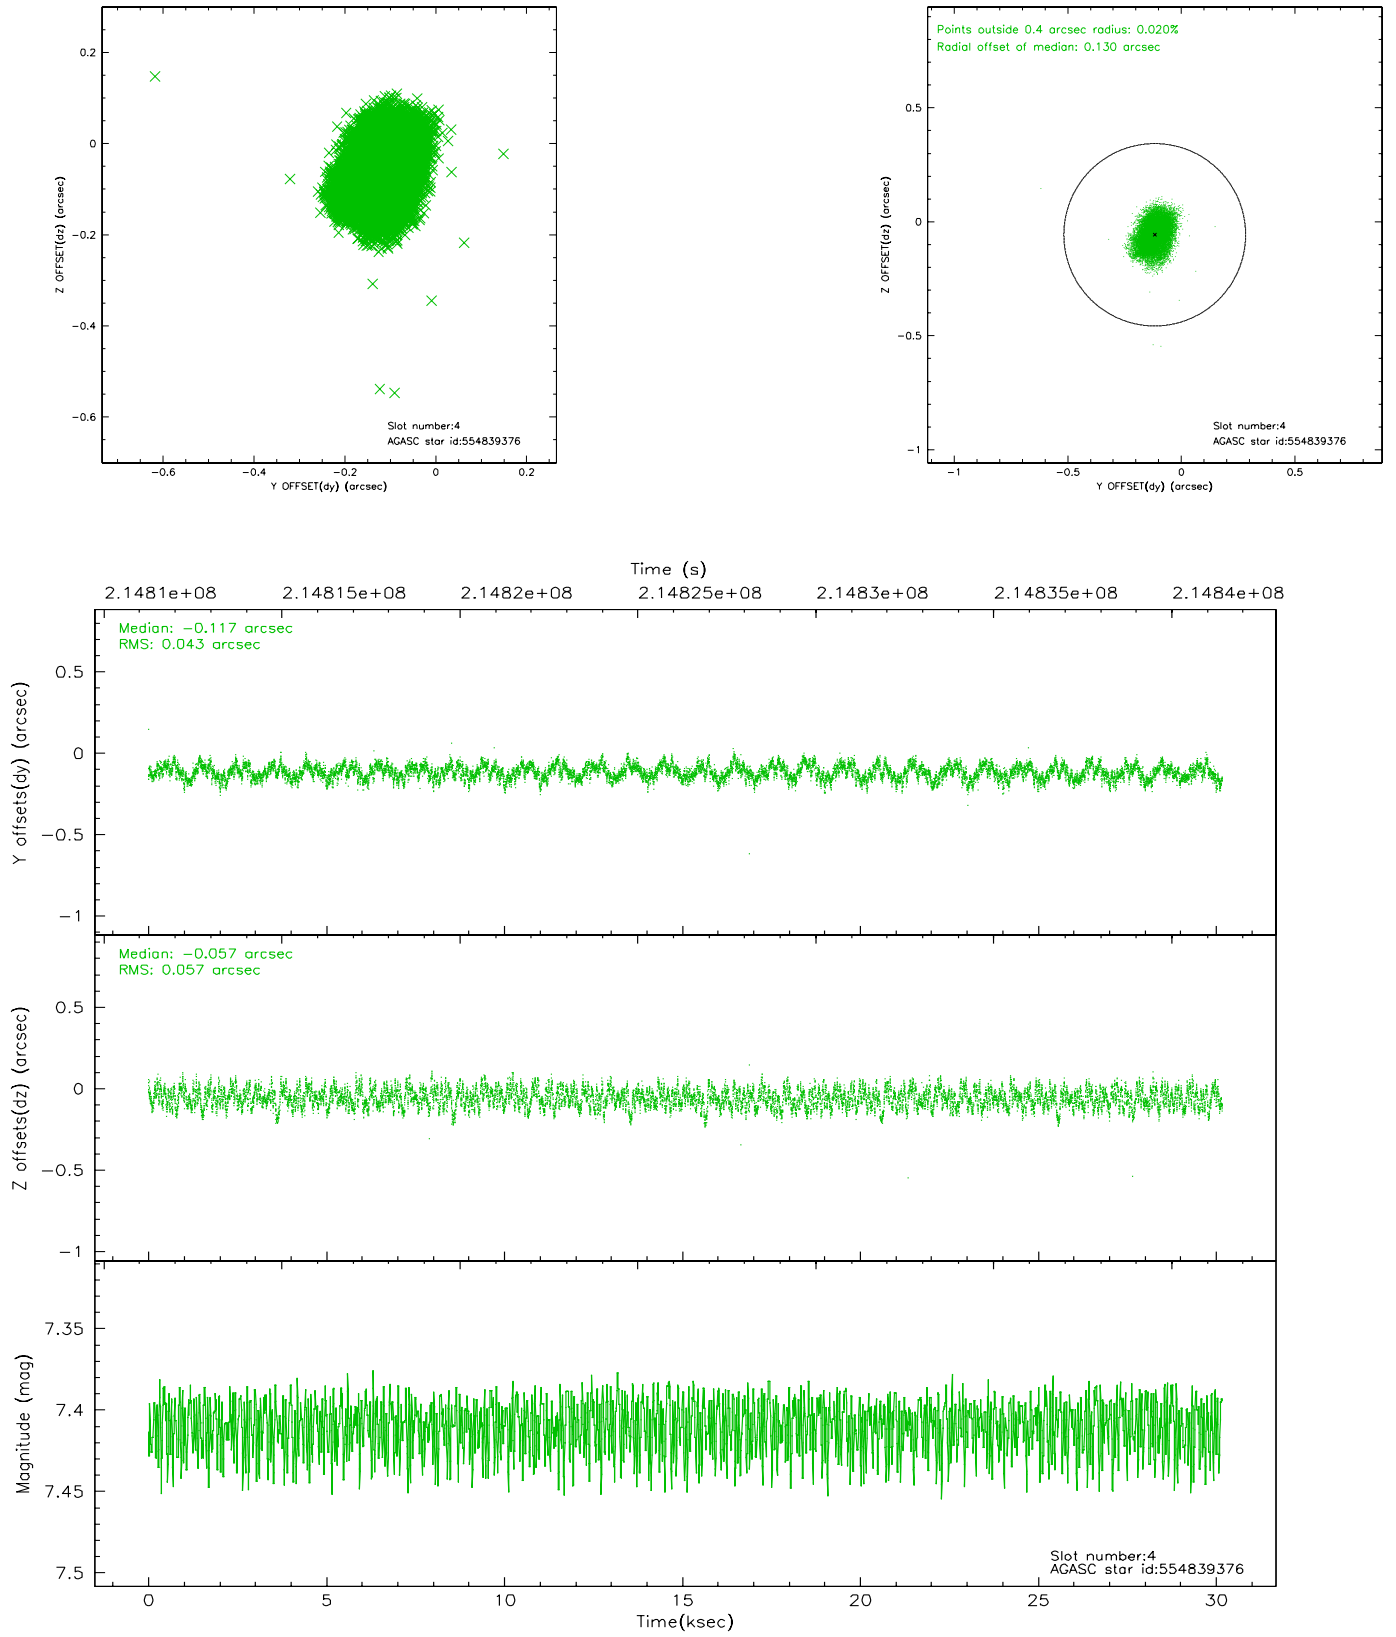 0.2
0
−0.2
−0.4
−0.6
Z OFFSET(dz) (arcsec)
Slot number:4
AGASC star id:554839376
−0.6
−0.4
−0.2
0
0.2
Y OFFSET(dy) (arcsec)
Points outside 0.4 arcsec radius: 0.020%
Radial offset of median: 0.130 arcsec
0.5
0
−0.5
−1
Z OFFSET(dz) (arcsec)
Slot number:4
AGASC star id:554839376
−1
−0.5
0
0.5
Y OFFSET(dy) (arcsec)
Time (s)
2.1481e+08
2.14815e+08
2.1482e+08
2.14825e+08
2.1483e+08
2.14835e+08
2.1484e+08
Median: −0.117 arcsec
RMS: 0.043 arcsec
0.5
0
−0.5
−1
Y offsets(dy) (arcsec)
Median: −0.057 arcsec
RMS: 0.057 arcsec
0.5
0
−0.5
−1
Z offsets(dz) (arcsec)
7.35
7.4
7.45
7.5
Magnitude (mag)
Slot number:4
AGASC star id:554839376
0
5
10
15
20
25
30
Time(ksec)